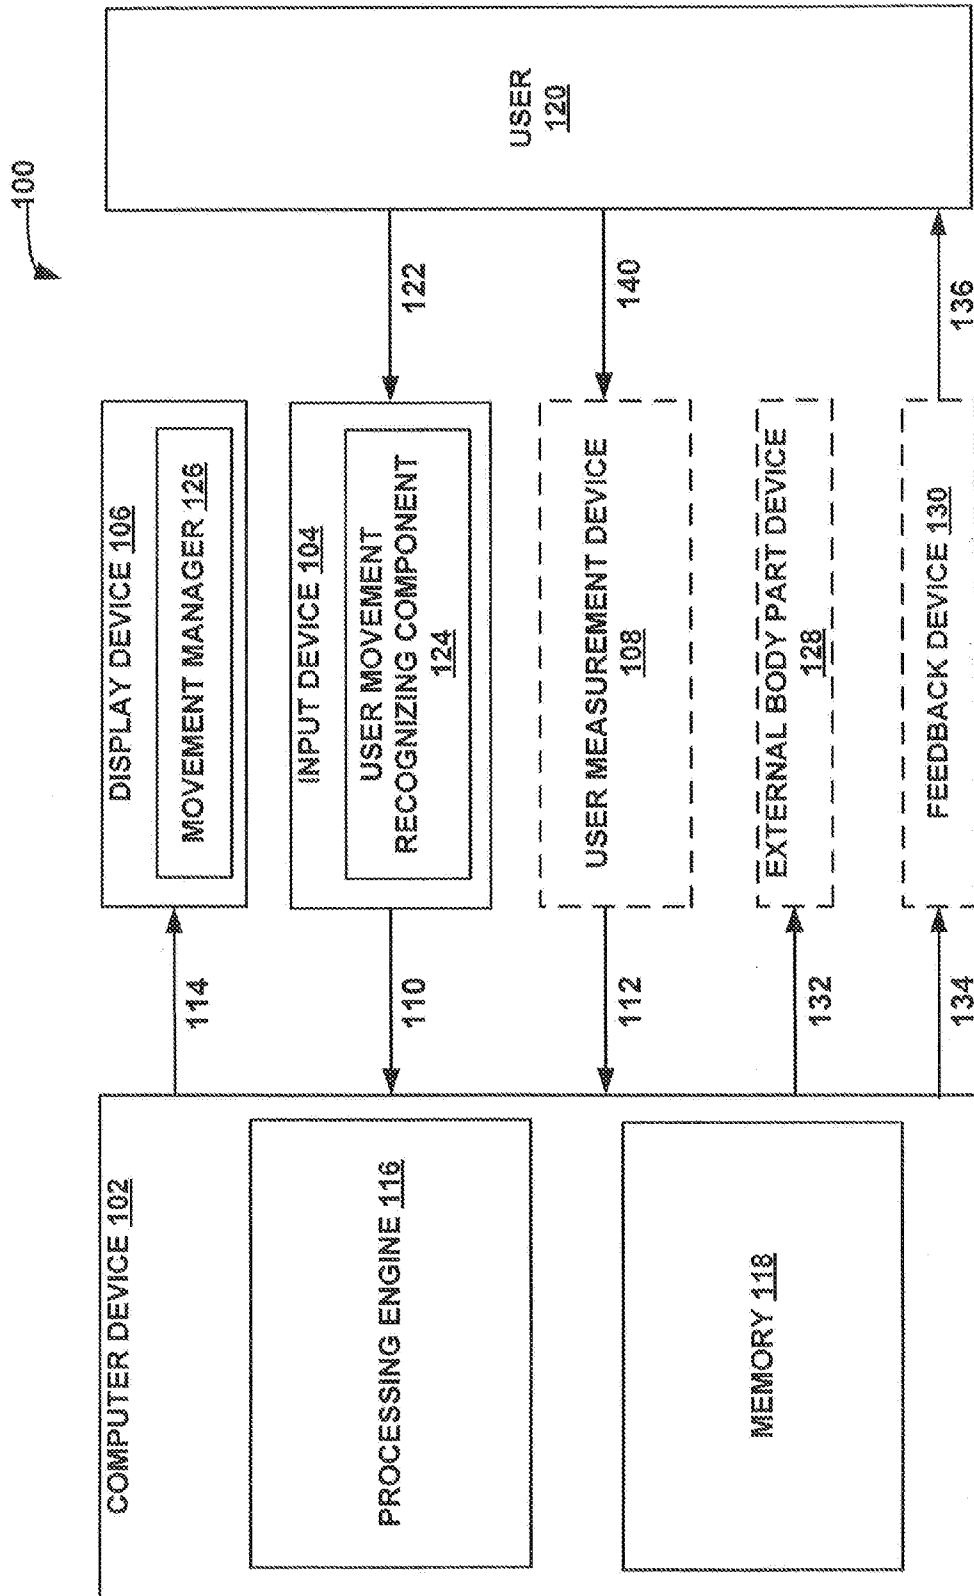 100
COMPUTER DEVICE 102
PROCESSING ENGINE 116
MEMORY 118
114
110
112
132
134
DISPLAY DEVICE 106
MOVEMENT MANAGER 126
INPUT DEVICE 104
USER MOVEMENT
RECOGNIZING COMPONENT
124
USER MEASUREMENT DEVICE
108
EXTERNAL BODY PART DEVICE
128
FEEDBACK DEVICE 130
122
140
136
USER
120